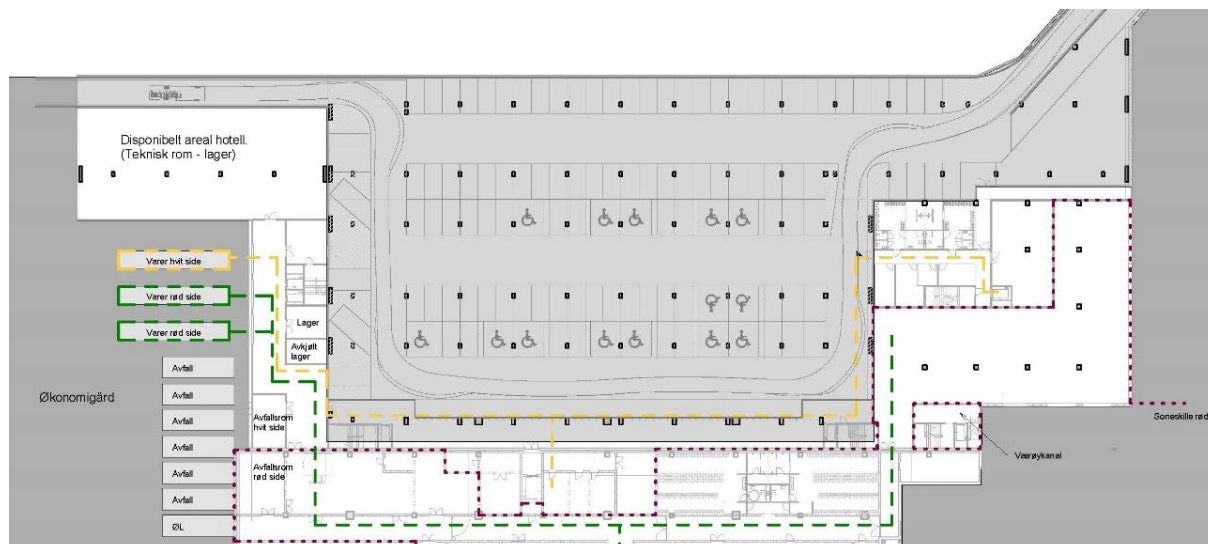 Disponibelt areal hotell.
(Teknisk rom - lager)
Varer hvit side
Varer rød side
Varer rød side
Lager
Avkjølt
lager
Avfall
Avfall
Avfall
Avfall
Avfall
Avfall
ØL
Økonomigård
Avfallsrom
hvit side
Avfallsrom
rød side
Soneskille rød
Værøykanal